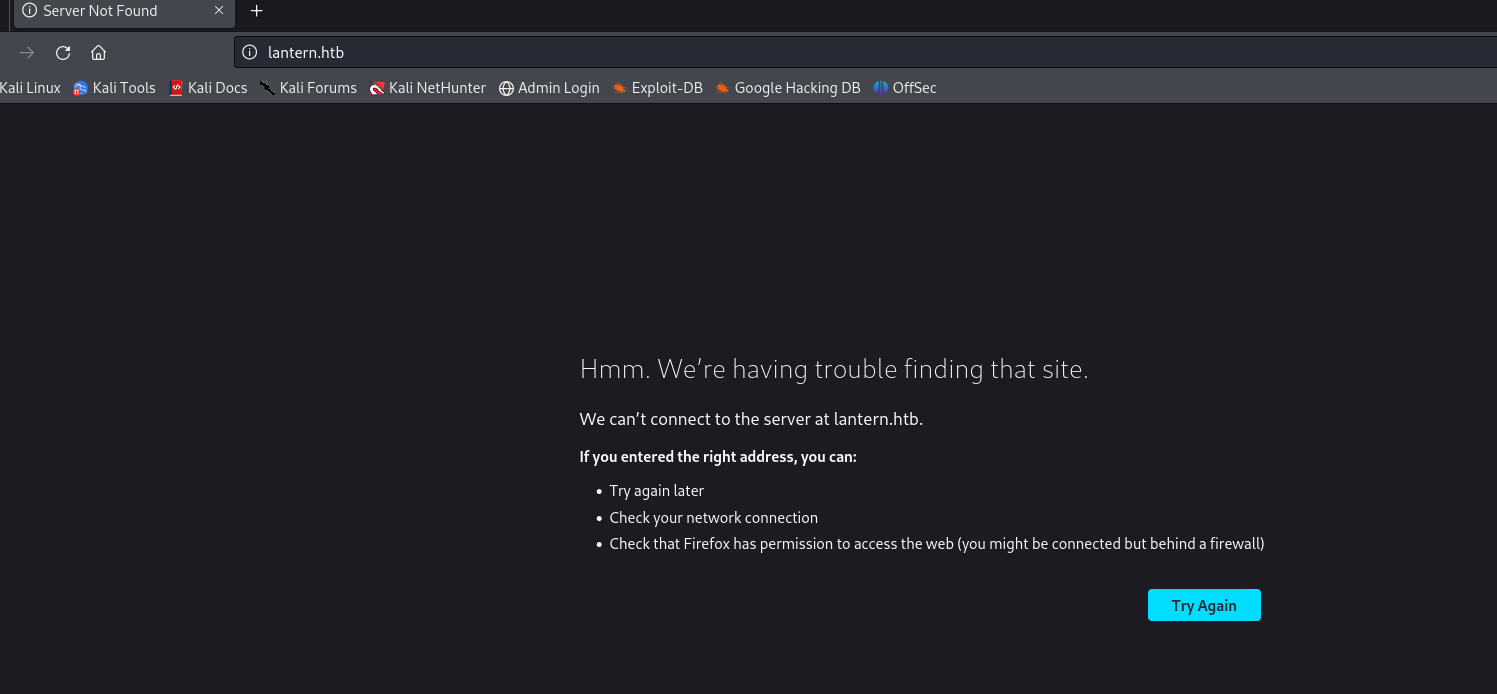 Server Not Found
lantern.htb
Kali Linux Kali Tools Kali Docs Kali Forums Kali NetHunter Admin Login Exploit-DB Google Hacking DB OffSec
Hmm. We’re having trouble finding that site.
We can’t connect to the server at lantern.htb.
If you entered the right address, you can:
• Try again later
• Check your network connection
• Check that Firefox has permission to access the web (you might be connected but behind a firewall)
Try Again